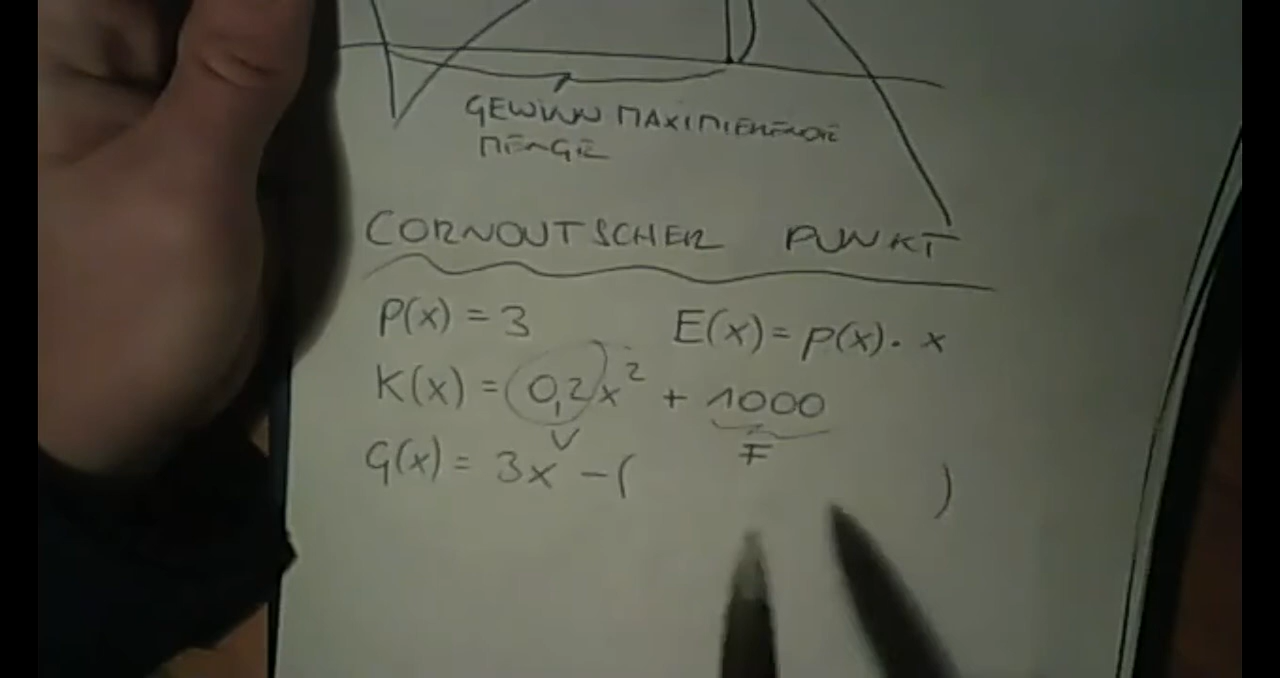 GEWINN MAXIMIERENDE
MENGE
CORNOUTSCHER PUNKT
P(x) = 3 E(x) = p(x) · x
K(x) = 0,2x² + 1000
V F
G(x) = 3x - ( )